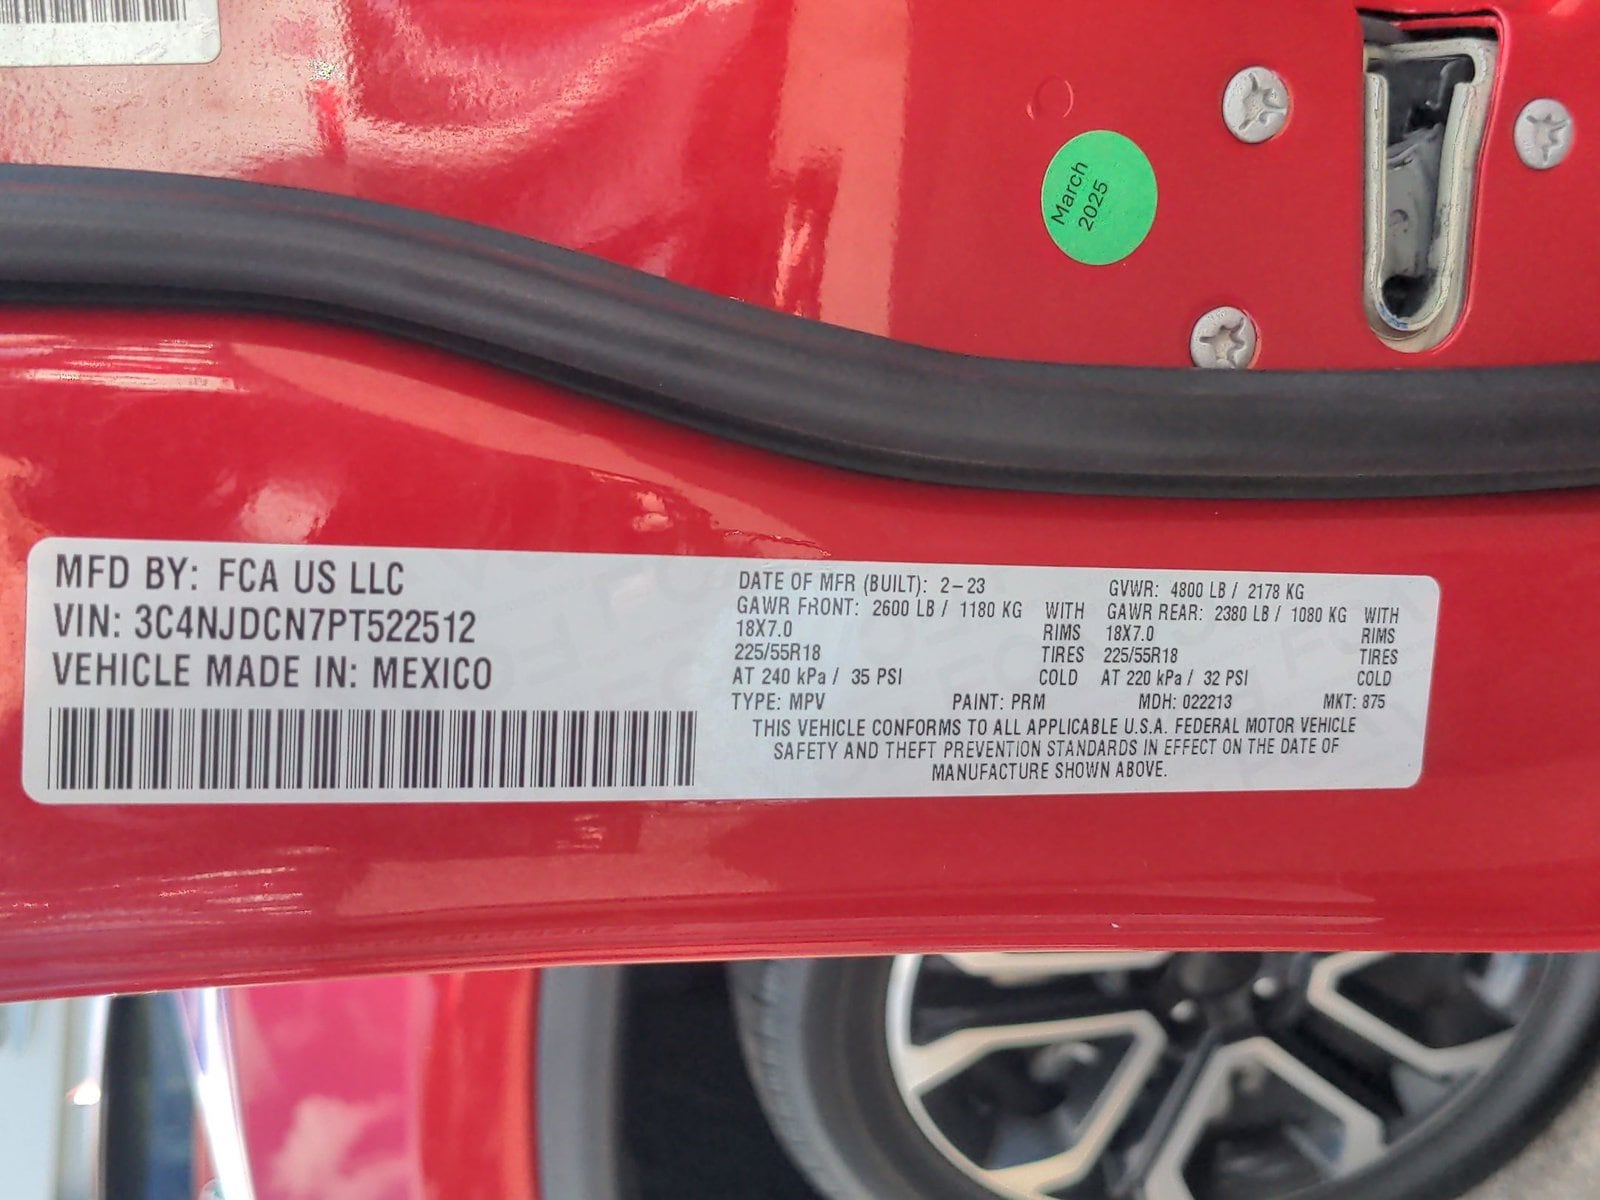 March
2025
MFD BY: FCA US LLC
VIN: 3C4NJDCN7PT522512
VEHICLE MADE IN: MEXICO
DATE OF MFR (BUILT): 2-23 GVWR: 4800 LB / 2178 KG
GAWR FRONT: 2600 LB / 1180 KG WITH GAWR REAR: 2380 LB / 1080 KG WITH
18X7.0 RIMS 18X7.0 RIMS
225/55R18 TIRES 225/55R18 TIRES
AT 240 kPa / 35 PSI COLD AT 220 kPa / 32 PSI COLD
TYPE: MPV PAINT: PRM MDH: 022213 MKT: 875
THIS VEHICLE CONFORMS TO ALL APPLICABLE U.S.A. FEDERAL MOTOR VEHICLE
SAFETY AND THEFT PREVENTION STANDARDS IN EFFECT ON THE DATE OF
MANUFACTURE SHOWN ABOVE.